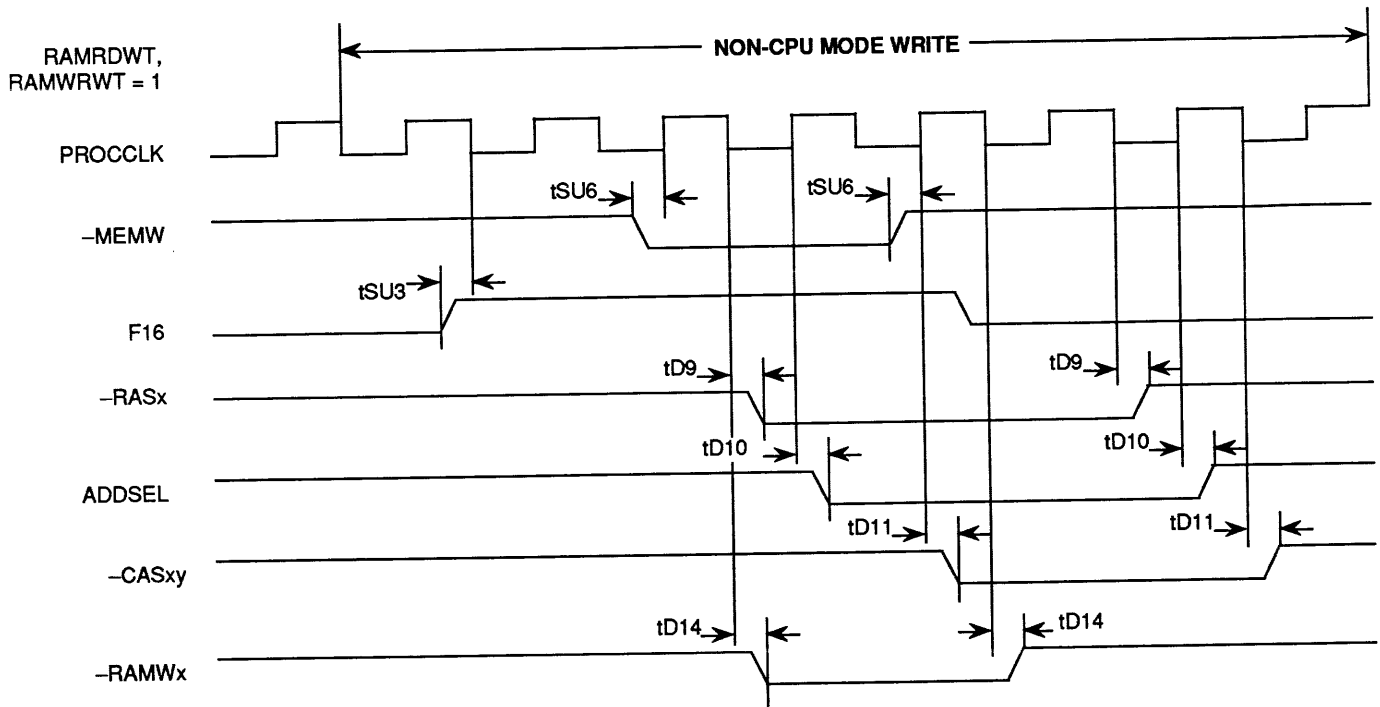 NON-CPU MODE WRITE
RAMRDWT,
RAMWRWT = 1
PROCCLK
tSU6
tSU6
–MEMW
tSU3
F16
tD9
tD9
–RASx
tD10
tD10
ADDSEL
tD11
tD11
–CASxy
tD14
tD14
–RAMWx